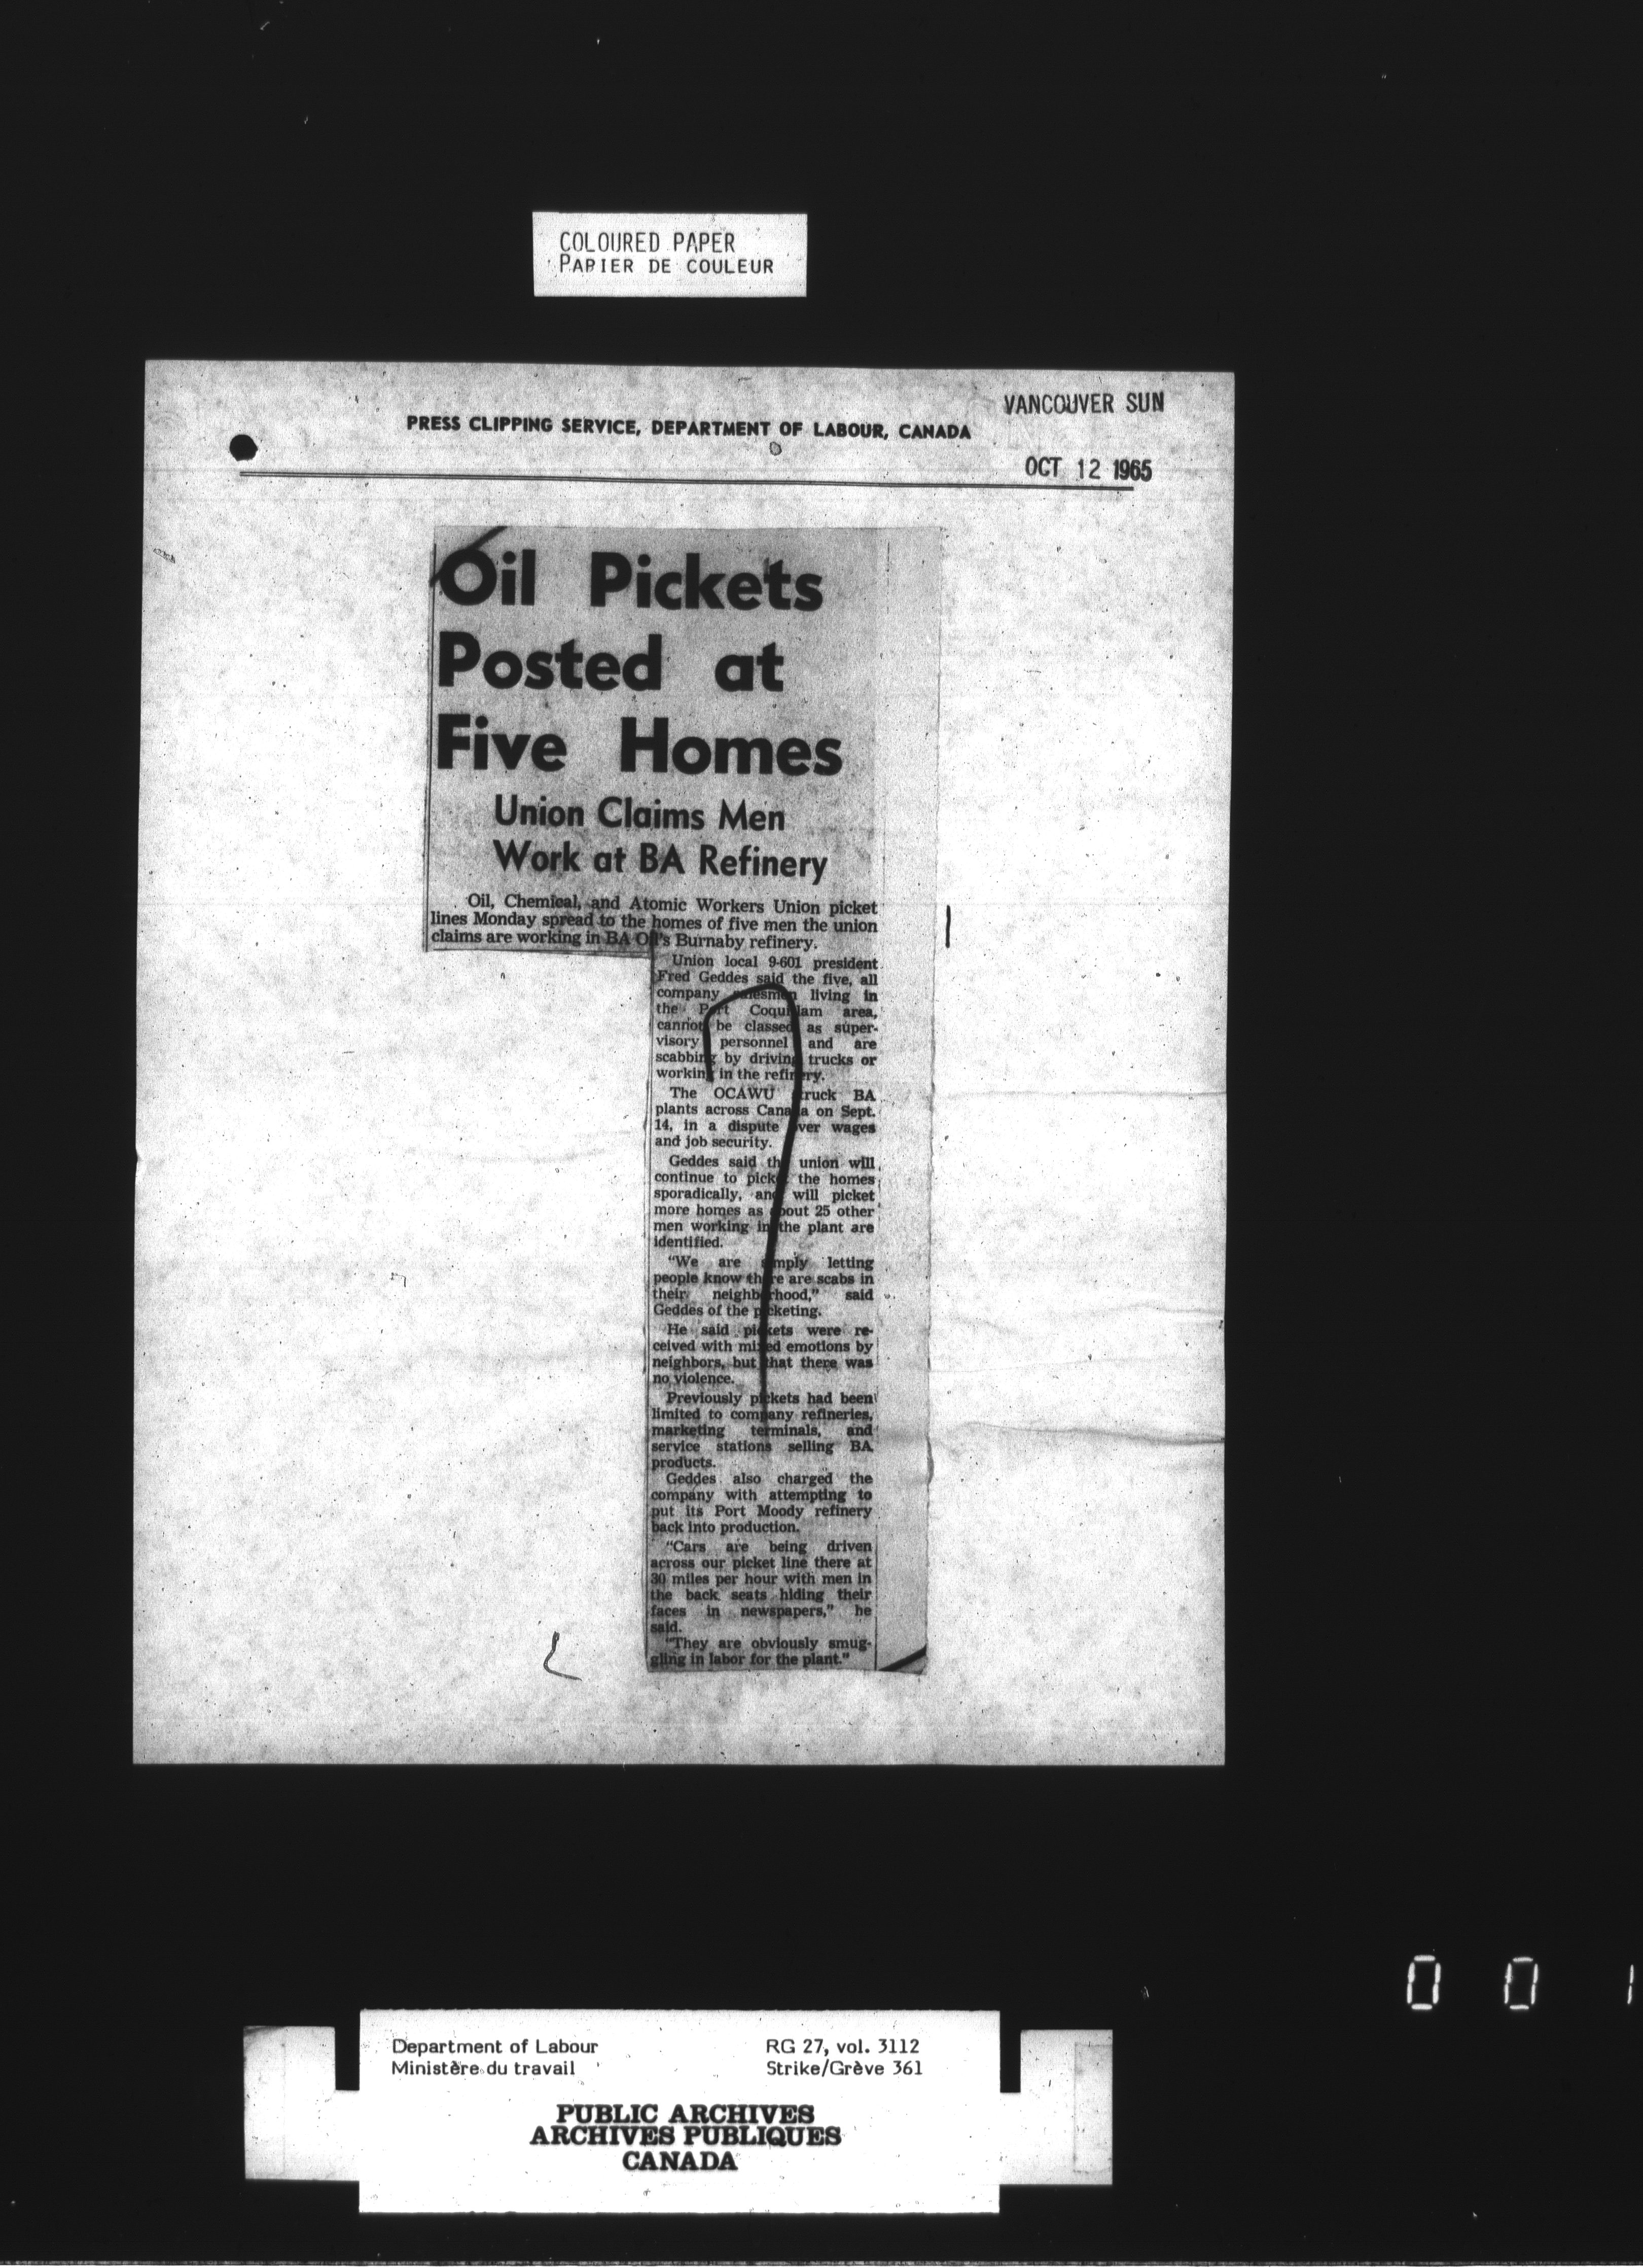 COLOURED PAPER
PAPIER DE COULEUR
VANCOUVER SUN
PRESS CLIPPING SERVICE, DEPARTMENT OF LABOUR, CANADA
OCT 12 1965
Oil Pickets
Posted at
Five Homes
Union Claims Men
Work at BA Refinery
Oil, Chemical, and Atomic Workers Union picket
lines Monday spread to the homes of five men the union
claims are working in BA Oil's Burnaby refinery.
Union local 9-601 president
Fred Geddes said the five, all
company salesmen living in
the Port Coquitlam area,
cannot be classed as super-
visory personnel and are
scabbing by driving trucks or
working in the refinery.
The OCAWU struck BA
plants across Canada on Sept.
14, in a dispute over wages
and job security.
Geddes said the union will
continue to picket the homes
sporadically, and will picket
more homes as about 25 other
men working in the plant are
identified.
"We are simply letting
people know there are scabs in
their neighborhood," said
Geddes of the picketing.
He said pickets were re-
ceived with mixed emotions by
neighbors, but that there was
no violence.
Previously pickets had been
limited to company refineries,
marketing terminals, and
service stations selling BA
products.
Geddes also charged the
company with attempting to
put its Port Moody refinery
back into production.
"Cars are being driven
across our picket line there at
30 miles per hour with men in
the back seats hiding their
faces in newspapers," he
said.
"They are obviously smug-
gling in labor for the plant."
0 0 1
Department of Labour
Ministère du travail
RG 27, vol. 3112
Strike/Grève 361
PUBLIC ARCHIVES
ARCHIVES PUBLIQUES
CANADA